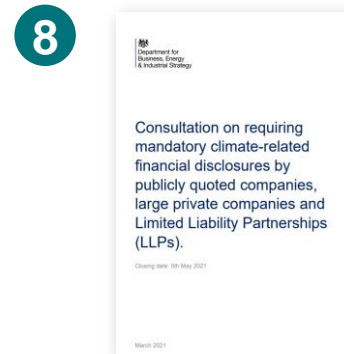 8
Department for
Business, Energy
& Industrial Strategy
Consultation on requiring
mandatory climate-related
financial disclosures by
publicly quoted companies,
large private companies and
Limited Liability Partnerships
(LLPs).
Closing date: 5th May 2021
March 2021